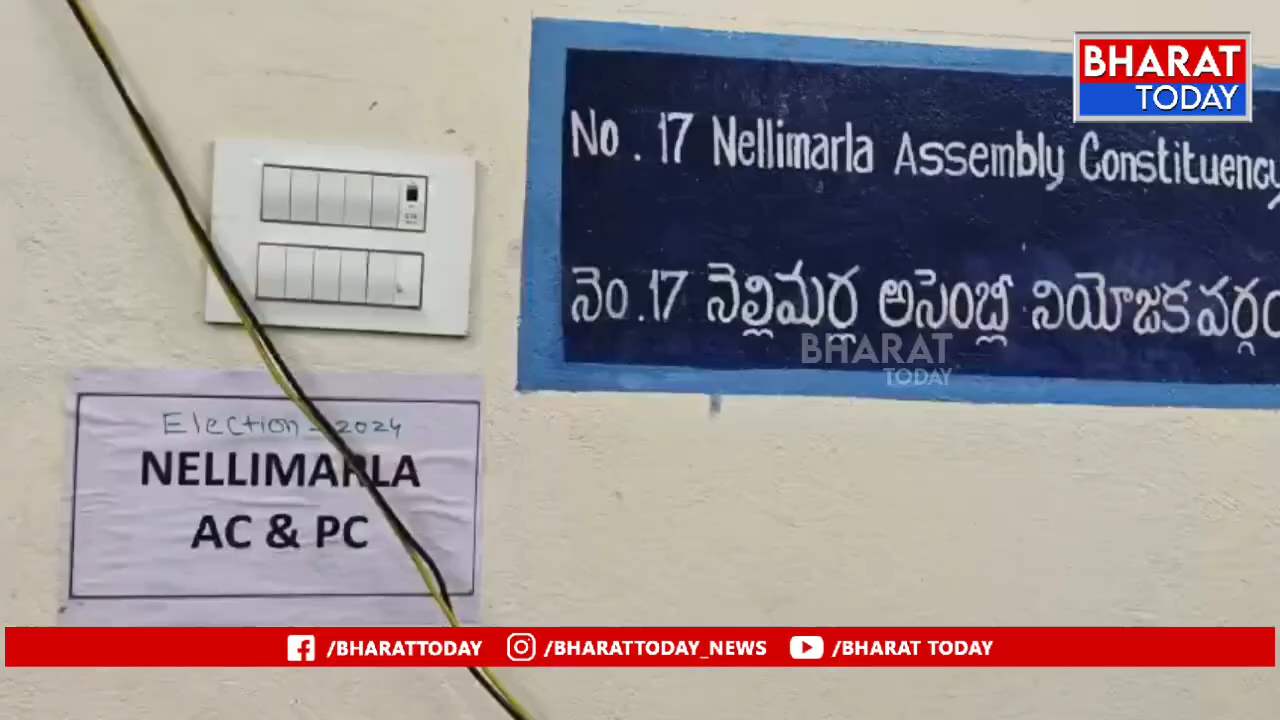 BHARAT
TODAY
No. 17 Nellimarla Assembly Constituency
నెం.17 నెల్లిమర్ల అసెంబ్లీ నియోజకవర్గం
BHARAT
TODAY
Election - 2024
NELLIMARLA
AC & PC
/BHARATTODAY /BHARATTODAY_NEWS /BHARAT TODAY